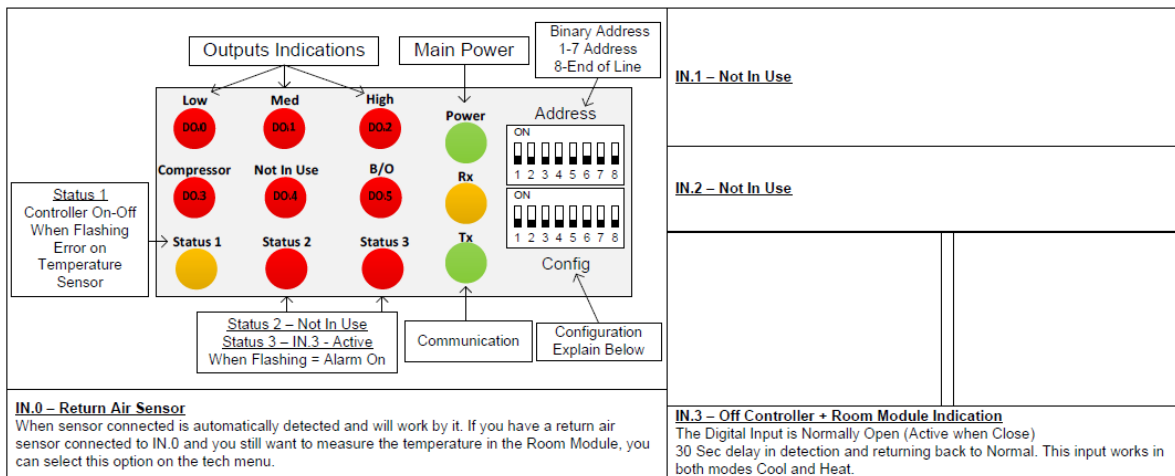 Outputs Indications
Main Power
Binary Address
1-7 Address
8-End of Line
Low
Med
High
Power
Address
DO.0
DO.1
DO.2
ON
1 2 3 4 5 6 7 8
Compressor
Not In Use
B/O
Rx
DO.3
DO.4
DO.5
ON
1 2 3 4 5 6 7 8
Status 1
Controller On-Off
When Flashing
Error on
Temperature
Sensor
Status 1
Status 2
Status 3
Tx
Config
Status 2 – Not In Use
Status 3 – IN.3 - Active
When Flashing = Alarm On
Communication
Configuration
Explain Below
IN.0 – Return Air Sensor
When sensor connected is automatically detected and will work by it. If you have a return air
sensor connected to IN.0 and you still want to measure the temperature in the Room Module, you
can select this option on the tech menu.
IN.1 – Not In Use
IN.2 – Not In Use
IN.3 – Off Controller + Room Module Indication
The Digital Input is Normally Open (Active when Close)
30 Sec delay in detection and returning back to Normal. This input works in
both modes Cool and Heat.